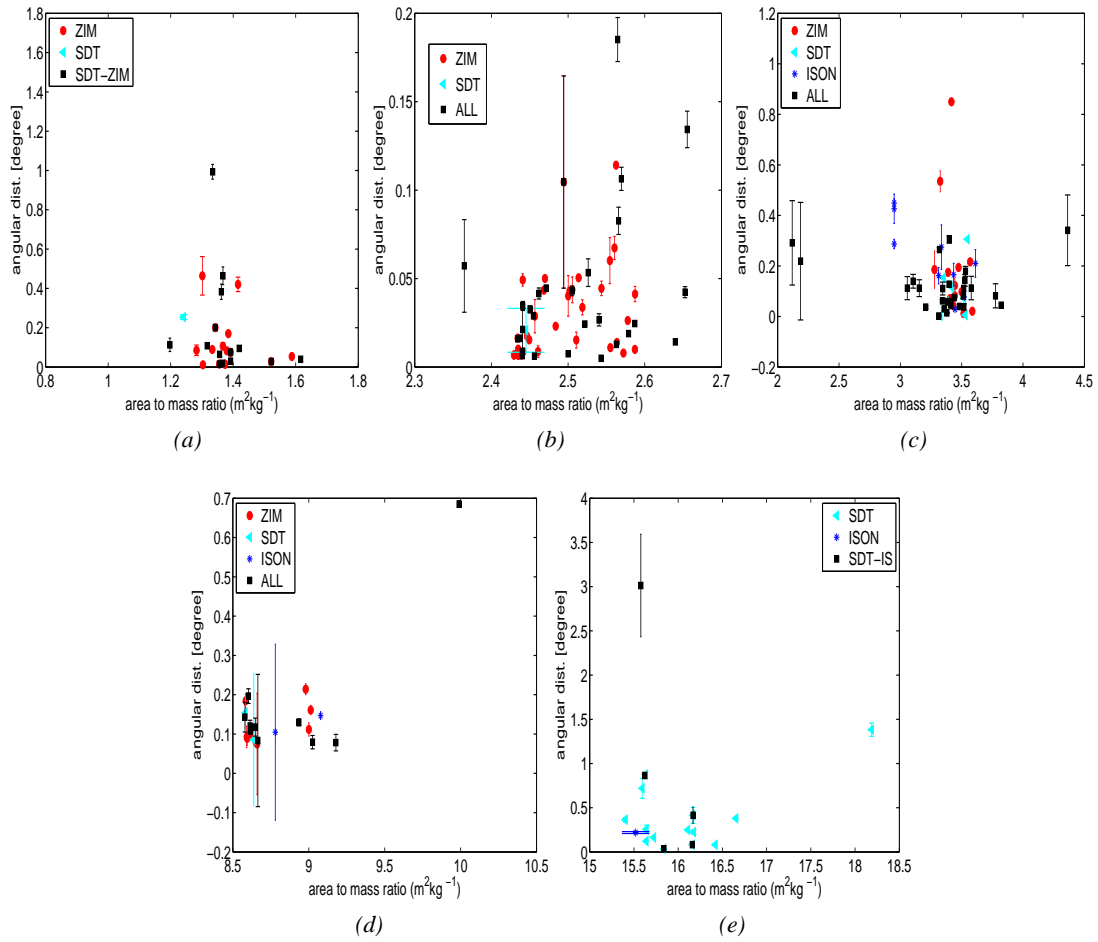 1.8
1.6
1.4
1.2
1
0.8
0.6
0.4
0.2
0
0.8 1 1.2 1.4 1.6 1.8
angular dist. [degree]
area to mass ratio (m²kg⁻¹)
ZIM
SDT
SDT−ZIM
(a)
0.2
0.15
0.1
0.05
0
2.3 2.4 2.5 2.6 2.7
angular dist. [degree]
area to mass ratio (m²kg⁻¹)
ZIM
SDT
ALL
(b)
1.2
1
0.8
0.6
0.4
0.2
0
−0.2
2 2.5 3 3.5 4 4.5
angular dist. [degree]
area to mass ratio (m²kg⁻¹)
ZIM
SDT
ISON
ALL
(c)
0.7
0.6
0.5
0.4
0.3
0.2
0.1
0
−0.1
−0.2
8.5 9 9.5 10 10.5
angular dist. [degree]
area to mass ratio (m²kg⁻¹)
ZIM
SDT
ISON
ALL
(d)
4
3.5
3
2.5
2
1.5
1
0.5
0
15 15.5 16 16.5 17 17.5 18 18.5
angular dist. [degree]
area to mass ratio (m²kg⁻¹)
SDT
ISON
SDT−IS
(e)